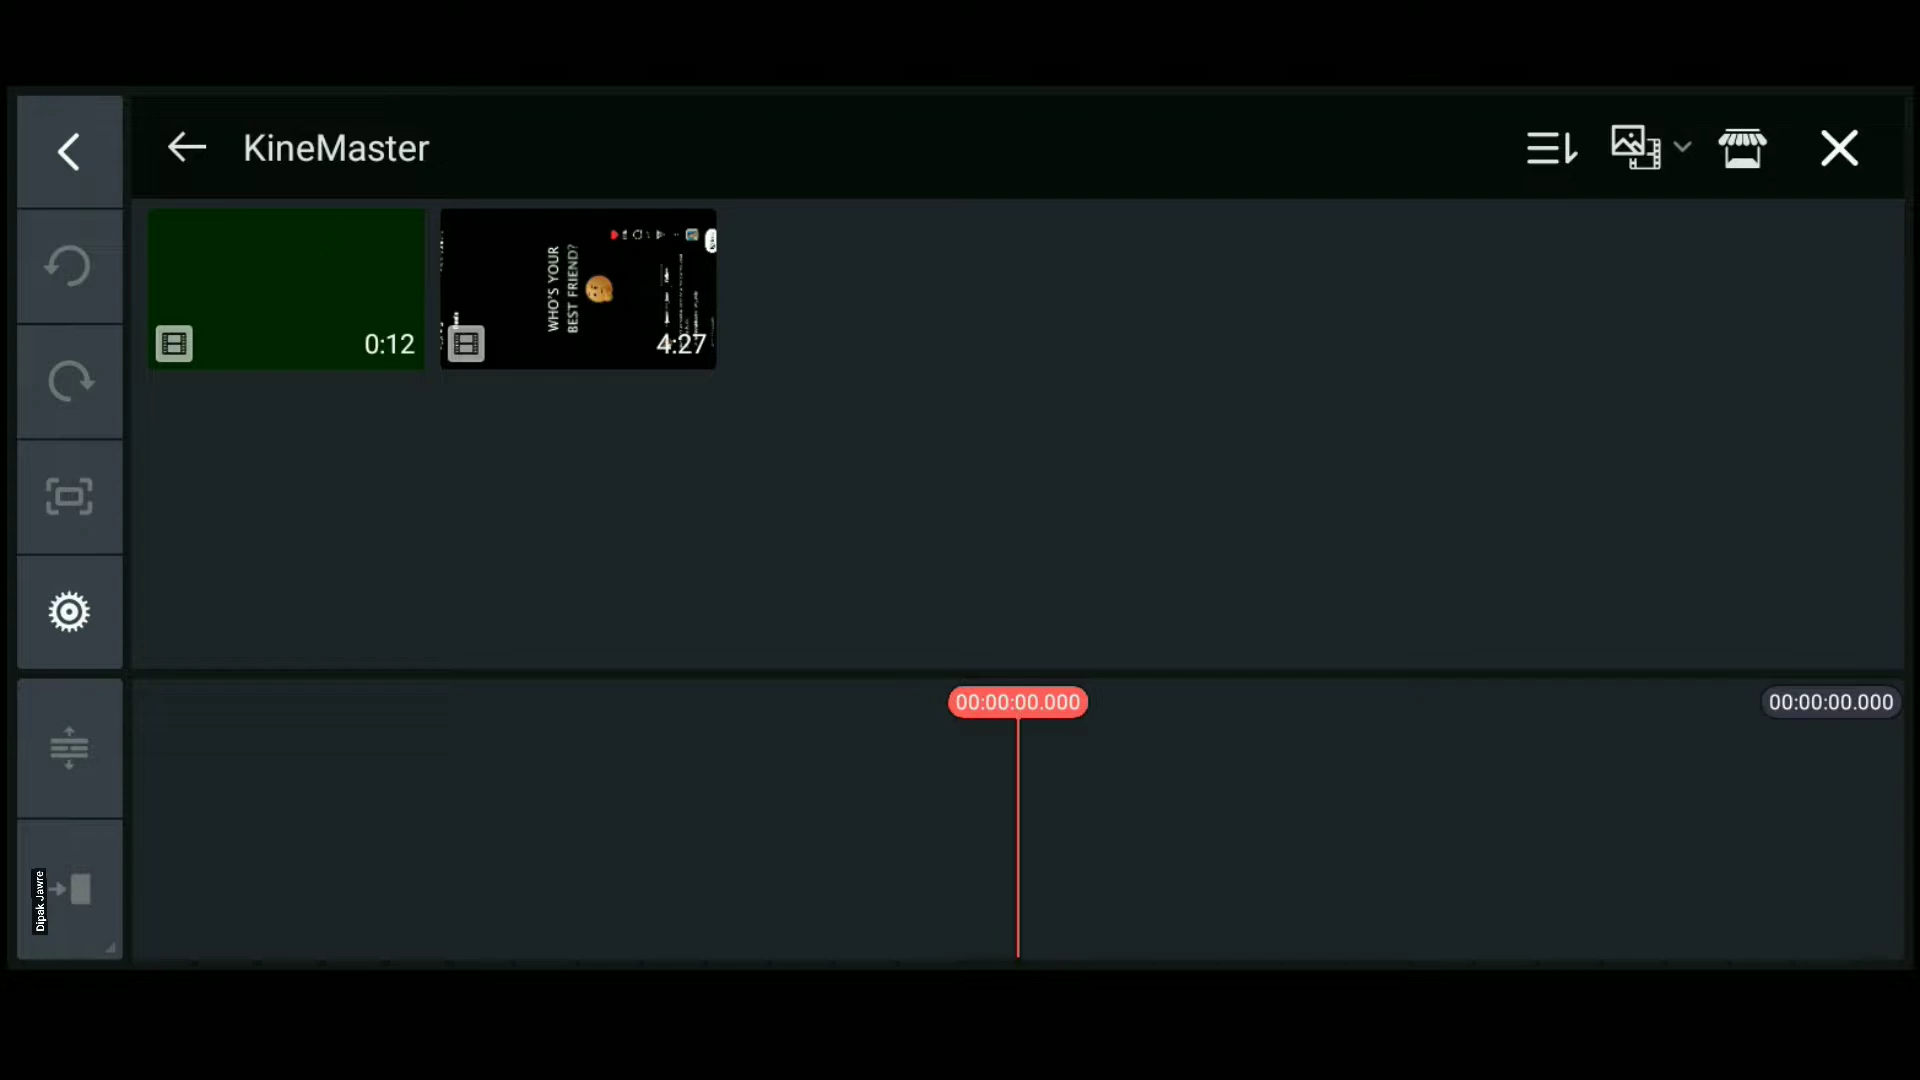 KineMaster
0:12
WHO'S YOUR
BEST FRIEND?
4:27
00:00:00.000
00:00:00.000
Dipak Jawre